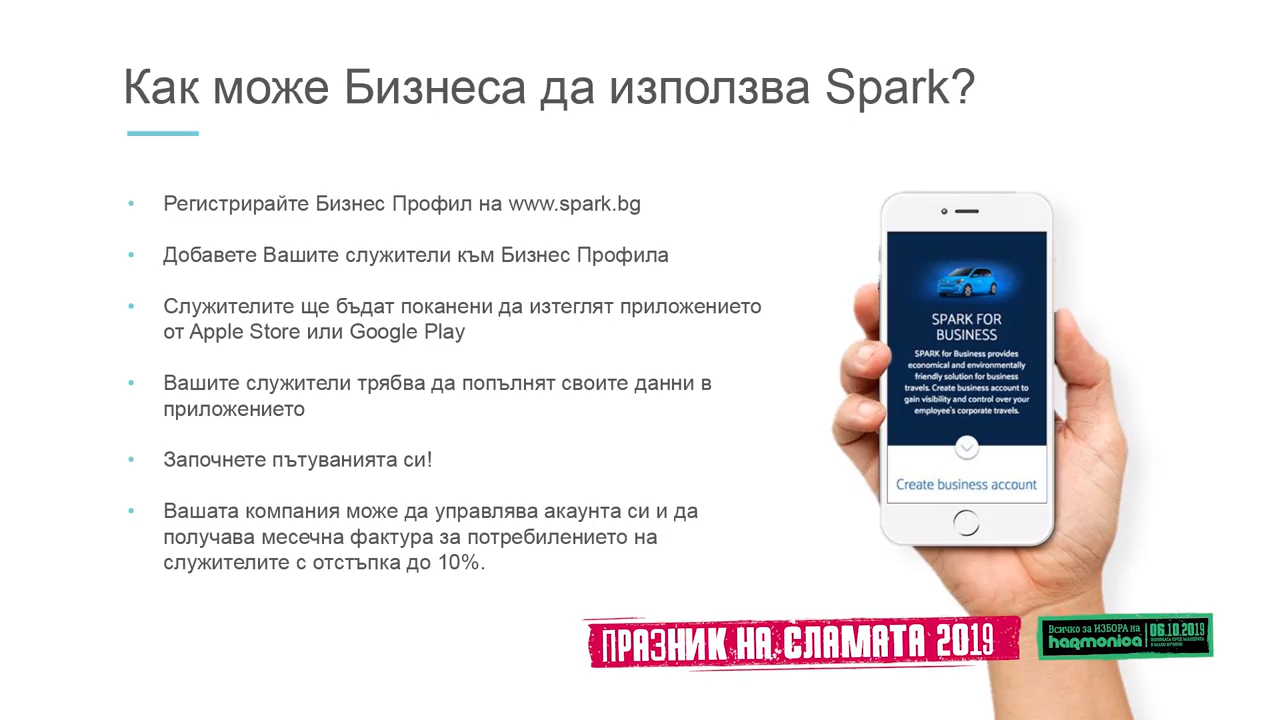 Как може Бизнеса да използва Spark?
• Регистрирайте Бизнес Профил на www.spark.bg
• Добавете Вашите служители към Бизнес Профила
• Служителите ще бъдат поканени да изтеглят приложението
от Apple Store или Google Play
• Вашите служители трябва да попълнят своите данни в
приложението
• Започнете пътуванията си!
• Вашата компания може да управлява акаунта си и да
получава месечна фактура за потребилението на
служителите с отстъпка до 10%.
SPARK FOR
BUSINESS
SPARK for Business provides
economical and environmentally
friendly solution for business
travels. Create business account to
gain visibility and control over your
employee's corporate travels.
Create business account
ПРАЗНИК НА СЛАМАТА 2019
Всичко за ИЗБОРА на
harmonica
06.10.2019